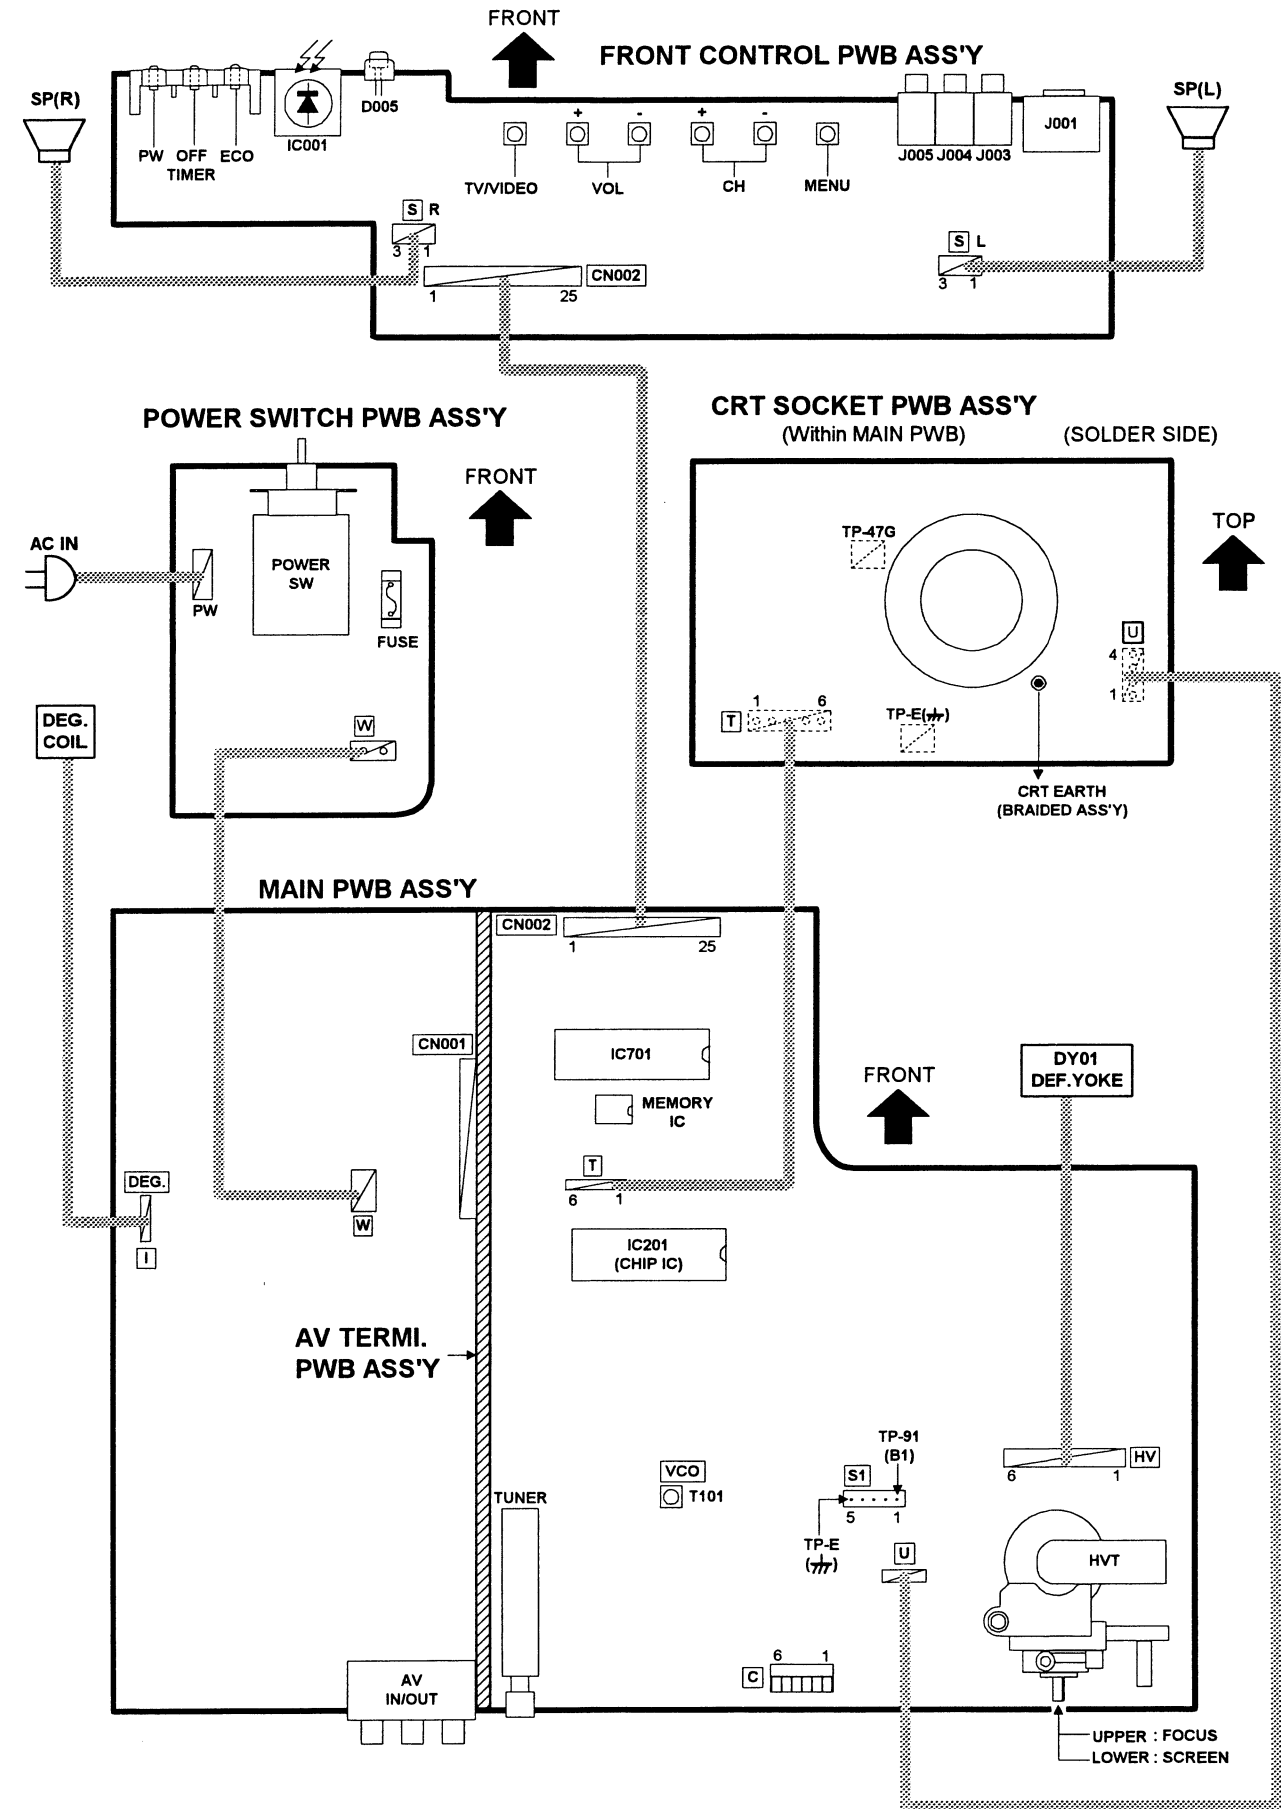 FRONT
FRONT CONTROL PWB ASS'Y
SP(R)
D005
IC001
PW OFF ECO
TIMER
+ - + -
TV/VIDEO VOL CH MENU
J005 J004 J003
J001
SP(L)
S R
3 1
CN002
1 25
S L
3 1
POWER SWITCH PWB ASS'Y
FRONT
AC IN
PW
POWER
SW
FUSE
W
DEG.
COIL
CRT SOCKET PWB ASS'Y
(Within MAIN PWB)
(SOLDER SIDE)
TOP
TP-47G
U
4
1
T
1 6
TP-E( )
CRT EARTH
(BRAIDED ASS'Y)
MAIN PWB ASS'Y
CN002
1 25
CN001
IC701
MEMORY
IC
FRONT
DY01
DEF.YOKE
T
6 1
DEG.
I
W
IC201
(CHIP IC)
AV TERMI.
PWB ASS'Y
TP-91
(B1)
S1
5 1
HV
6 1
VCO
T101
TUNER
TP-E
( )
U
HVT
C
6 1
AV
IN/OUT
UPPER : FOCUS
LOWER : SCREEN